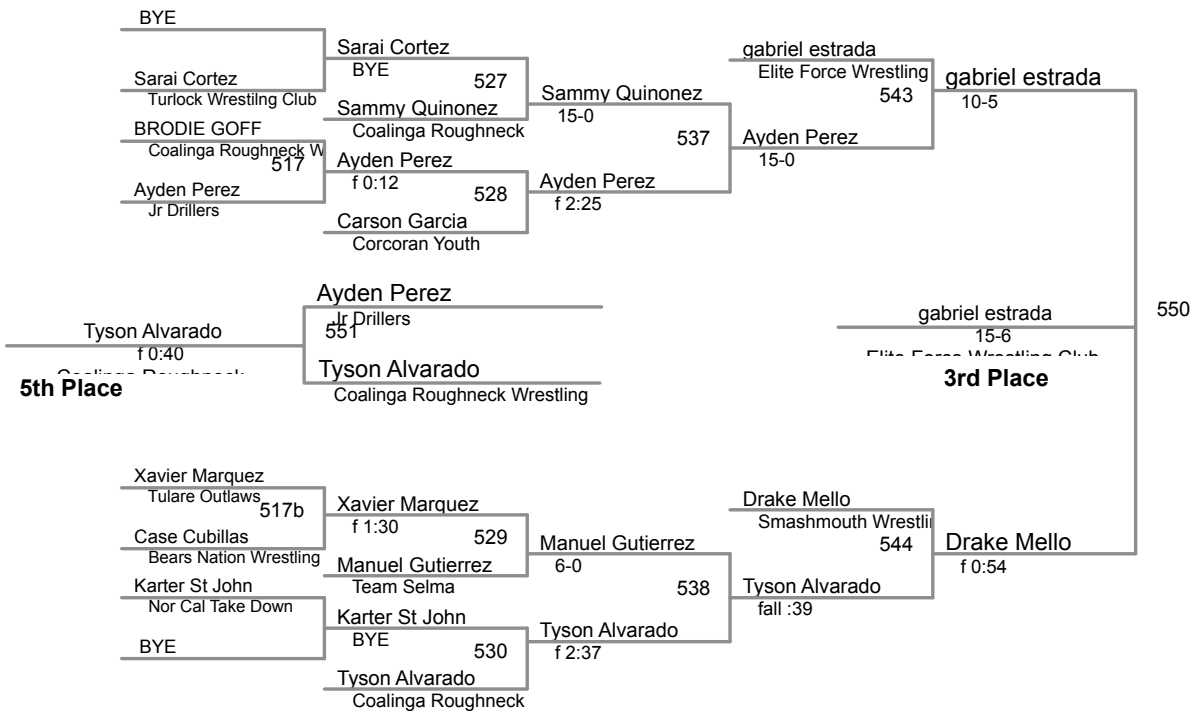 BYE
Sarai Cortez
Turlock Wrestilng Club
BRODIE GOFF
Coalinga Roughneck W
517
Ayden Perez
Jr Drillers
Sarai Cortez
BYE
527
Sammy Quinonez
Coalinga Roughneck
Ayden Perez
f 0:12
528
Carson Garcia
Corcoran Youth
Sammy Quinonez
15-0
537
Ayden Perez
f 2:25
gabriel estrada
Elite Force Wrestling
543
Ayden Perez
15-0
gabriel estrada
10-5
550
Ayden Perez
Jr Drillers
551
Tyson Alvarado
Coalinga Roughneck Wrestling
Tyson Alvarado
f 0:40
Coalinga Roughneck
5th Place
gabriel estrada
15-6
Elite Force Wrestling Club
3rd Place
Xavier Marquez
Tulare Outlaws
517b
Case Cubillas
Bears Nation Wrestling
Karter St John
Nor Cal Take Down
BYE
Xavier Marquez
f 1:30
529
Manuel Gutierrez
Team Selma
Karter St John
BYE
530
Tyson Alvarado
Coalinga Roughneck
Manuel Gutierrez
6-0
538
Tyson Alvarado
f 2:37
Drake Mello
Smashmouth Wrestli
544
Tyson Alvarado
fall :39
Drake Mello
f 0:54